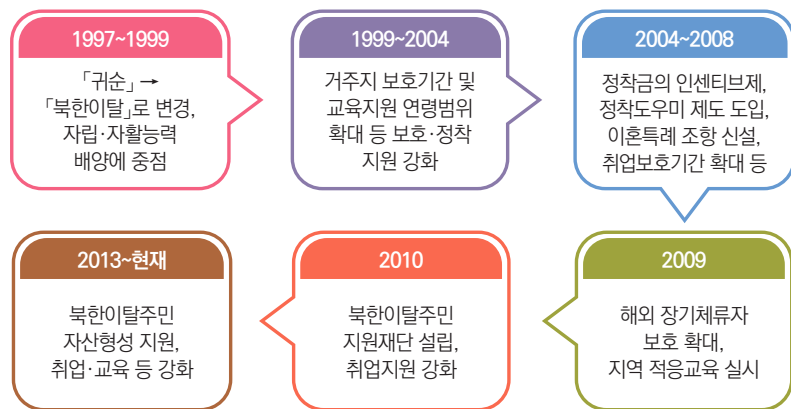 1997~1999
「귀순」 →
「북한이탈」로 변경,
자립·자활능력
배양에 중점
1999~2004
거주지 보호기간 및
교육지원 연령범위
확대 등 보호·정착
지원 강화
2004~2008
정착금의 인센티브제,
정착도우미 제도 도입,
이혼특례 조항 신설,
취업보호기간 확대 등
2009
해외 장기체류자
보호 확대,
지역 적응교육 실시
2010
북한이탈주민
지원재단 설립,
취업지원 강화
2013~현재
북한이탈주민
자산형성 지원,
취업·교육 등 강화